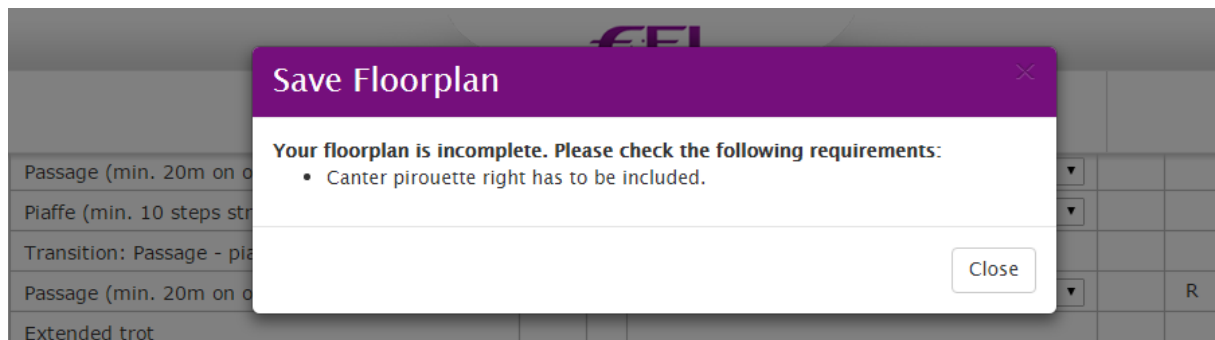 FEI
Save Floorplan
×
Your floorplan is incomplete. Please check the following requirements:
• Canter pirouette right has to be included.
Close
Passage (min. 20m on o
Piaffe (min. 10 steps str
Transition: Passage - pia
Passage (min. 20m on o
R
Extended trot